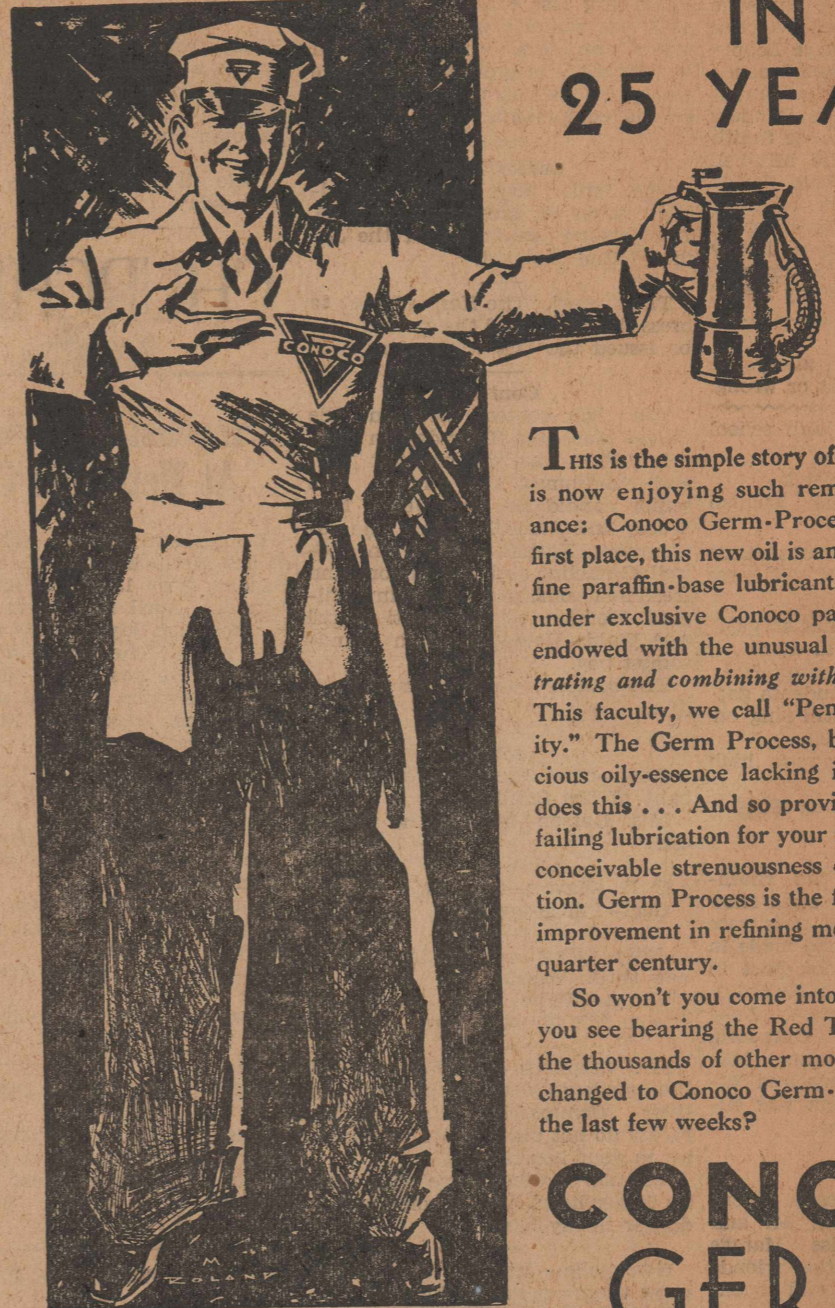 IN
25 YEA
CONOCO
THIS is the simple story of
is now enjoying such rem
ance: Conoco Germ-Proce
first place, this new oil is an
fine paraffin-base lubricant
under exclusive Conoco pa
endowed with the unusual
trating and combining with
This faculty, we call “Pen
ity.” The Germ Process, b
cious oily-essence lacking i
does this . . . And so provi
failing lubrication for your
conceivable strenuousness
tion. Germ Process is the f
improvement in refining me
quarter century.
So won’t you come into
you see bearing the Red T
the thousands of other mo
changed to Conoco Germ-
the last few weeks?
CONO
GER